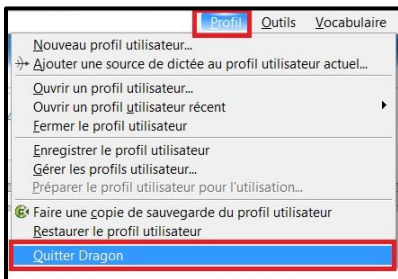 Profil Outils Vocabulaire
Nouveau profil utilisateur...
Ajouter une source de dictée au profil utilisateur actuel...
Ouvrir un profil utilisateur...
Ouvrir un profil utilisateur récent
Fermer le profil utilisateur
Enregistrer le profil utilisateur
Gérer les profils utilisateur...
Préparer le profil utilisateur pour l'utilisation...
Faire une copie de sauvegarde du profil utilisateur
Restaurer le profil utilisateur
Quitter Dragon